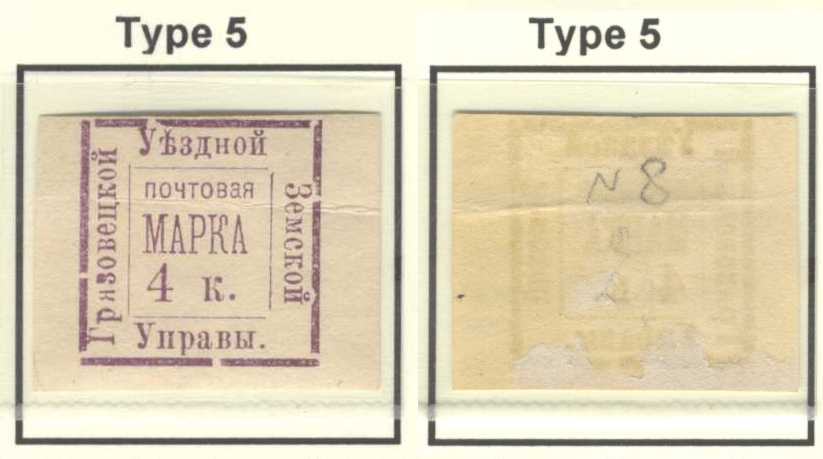 Type 5
Type 5
Грязовецкой
Уѣздной
Земской
Управы.
почтовая
МАРКА
4 к.
N 8